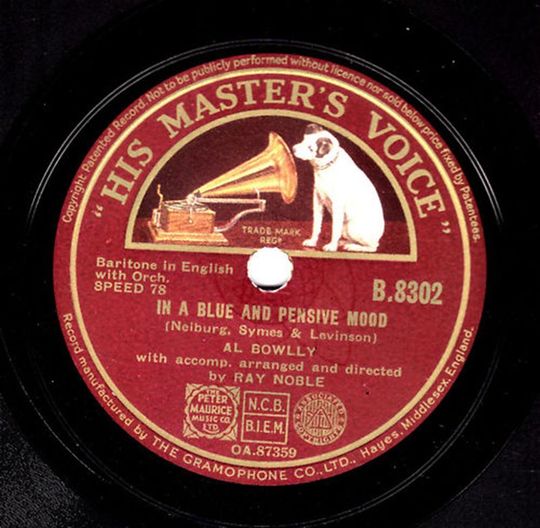 Copyright. Patented Record. Not to be publicly performed without licence nor sold below price fixed by Patentees.
"HIS MASTER'S VOICE"
TRADE MARK
REGD
Baritone in English
with Orch.
SPEED 78
B.8302
IN A BLUE AND PENSIVE MOOD
(Neiburg, Symes & Levinson)
AL BOWLLY
with accomp. arranged and directed
by RAY NOBLE
THE
PETER
MAURICE
MUSIC CO.
LTD
N.C.B.
B.I.E.M.
ASSOCIATED
COPYRIGHTS
OA.87359
Record manufactured by THE GRAMOPHONE CO., LTD., Hayes, Middlesex, England.